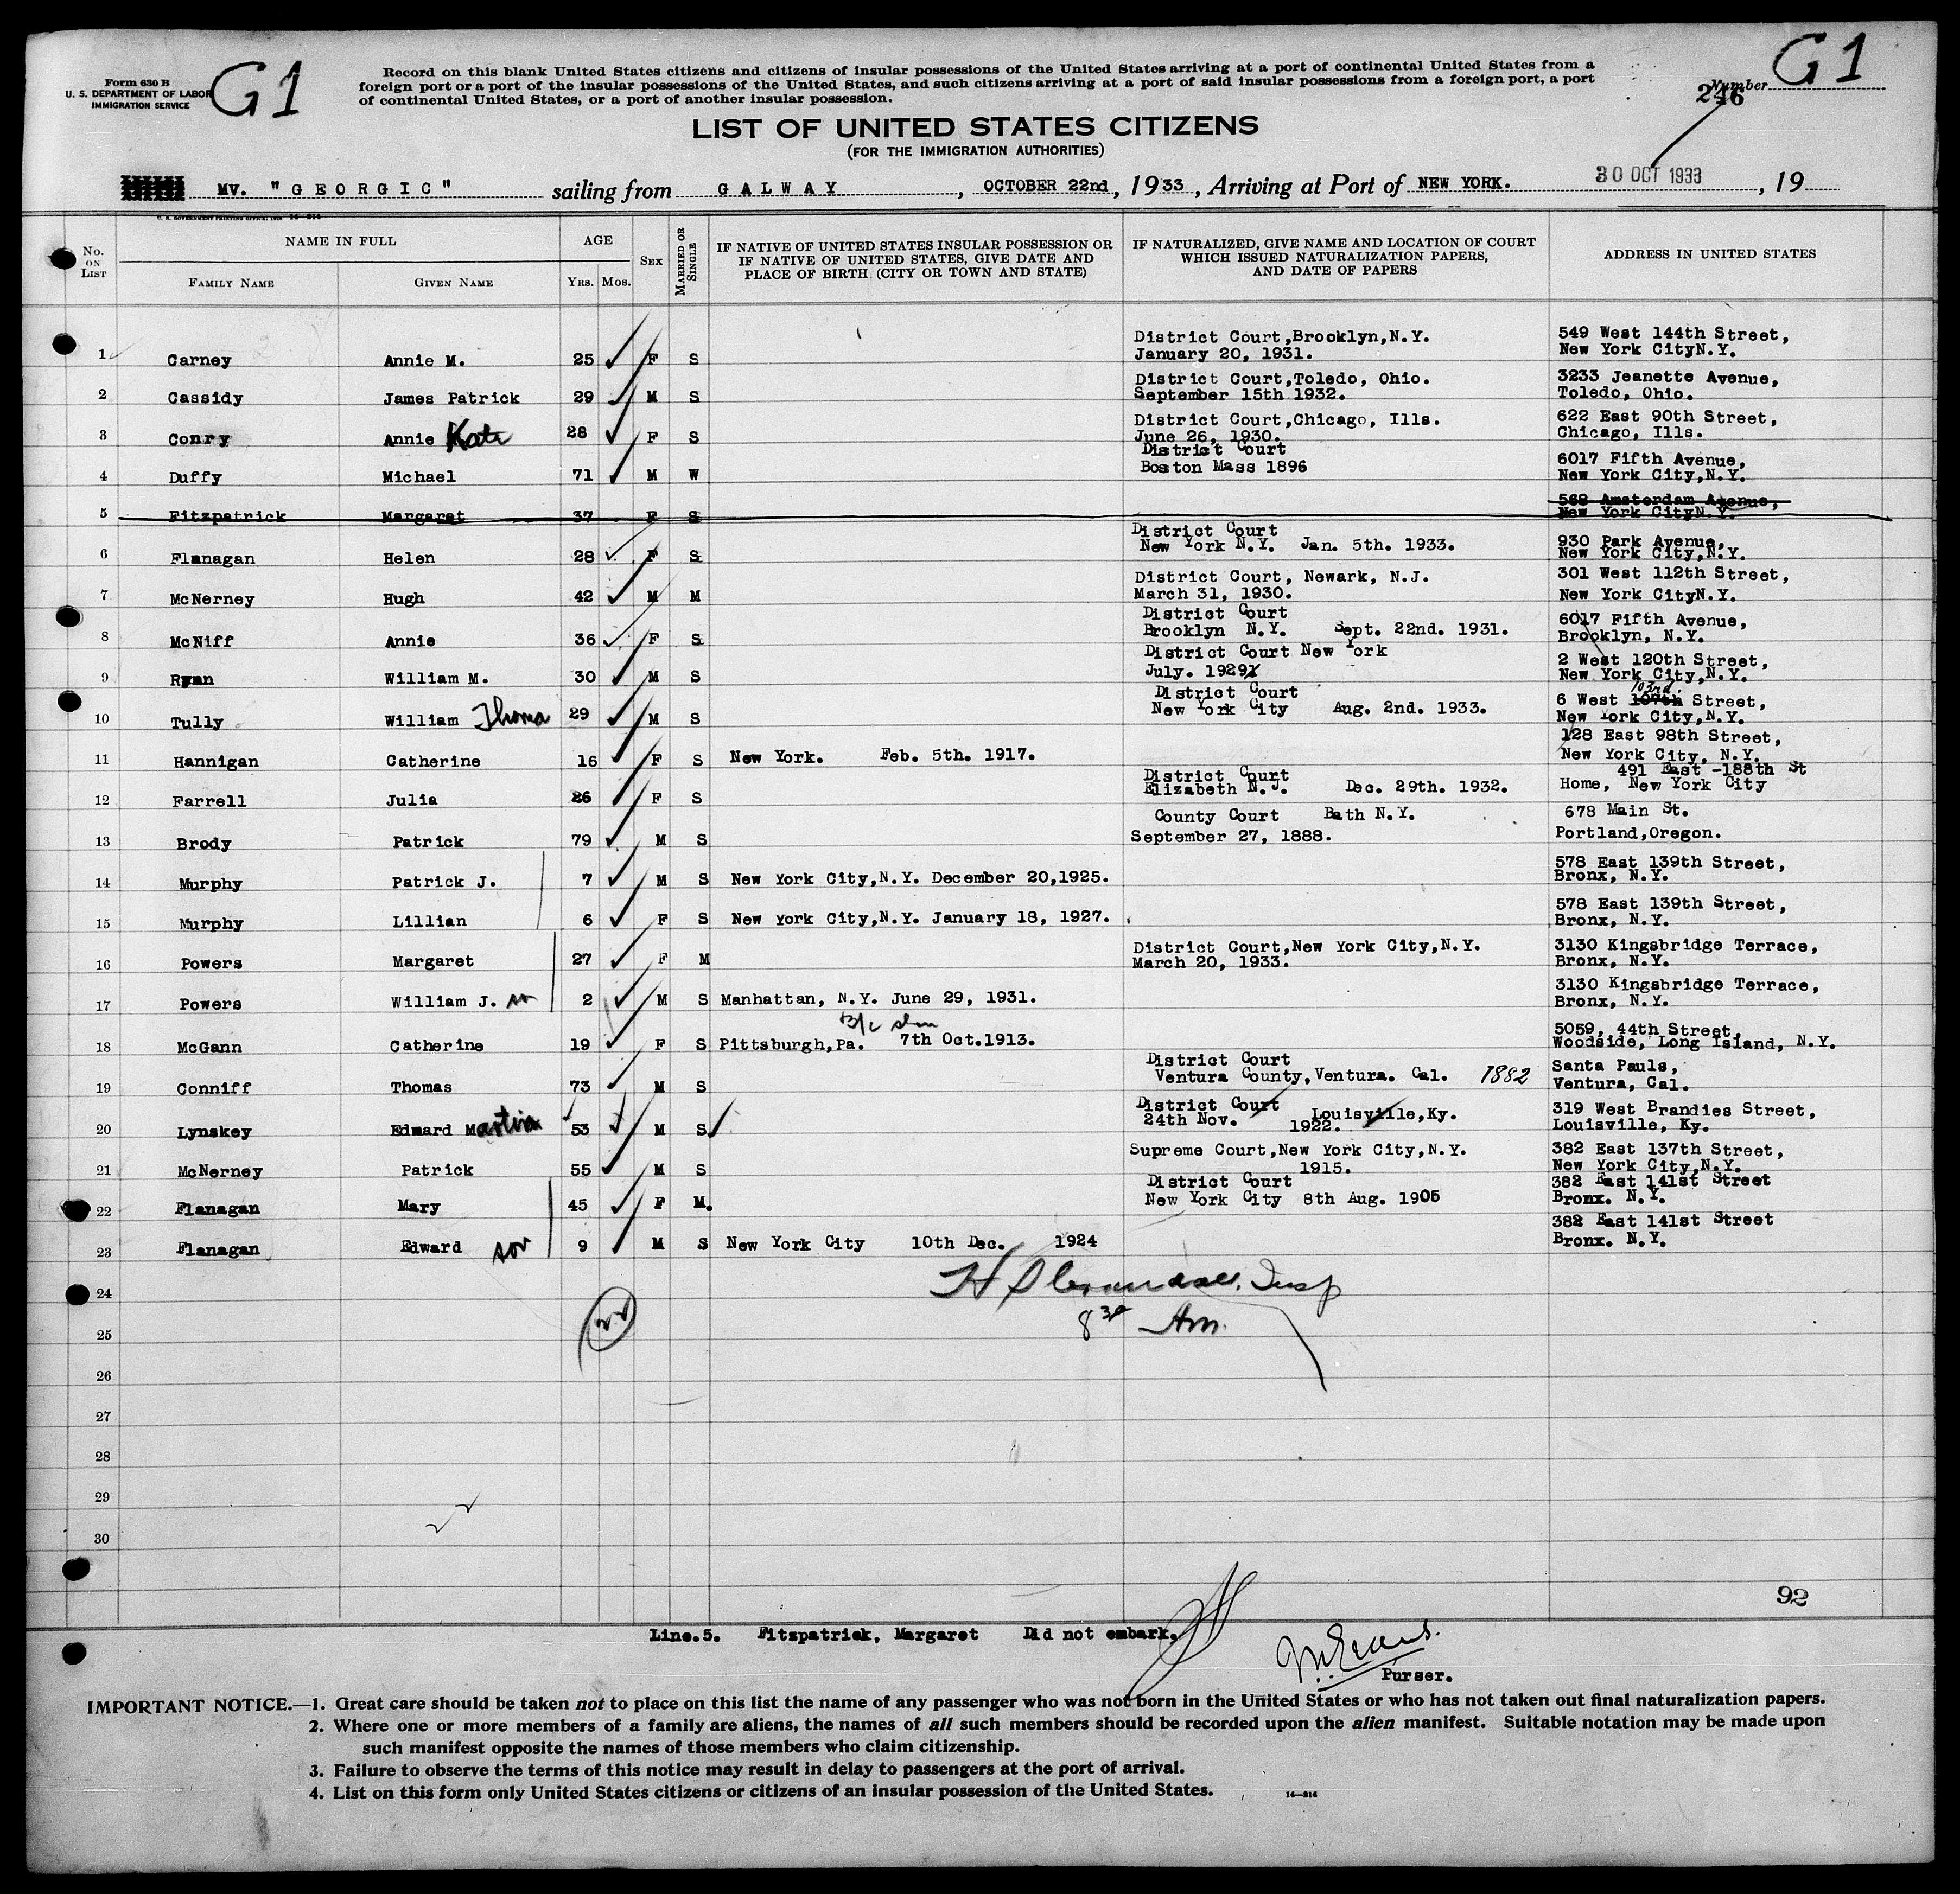 Form 630 B
U. S. DEPARTMENT OF LABOR
IMMIGRATION SERVICE
G1
Record on this blank United States citizens and citizens of insular possessions of the United States arriving at a port of continental United States from a
foreign port or a port of the insular possessions of the United States, and such citizens arriving at a port of said insular possessions from a foreign port, a port
of continental United States, or a port of another insular possession.
Number G1
246
LIST OF UNITED STATES CITIZENS
(FOR THE IMMIGRATION AUTHORITIES)
MV. "GEORGIC" sailing from GALWAY, OCTOBER 22nd, 1933, Arriving at Port of NEW YORK. 30 OCT 1933, 19
U. S. GOVERNMENT PRINTING OFFICE: 14—814
No. ON LIST
NAME IN FULL
FAMILY NAME GIVEN NAME
AGE
YRS. MOS.
SEX
MARRIED OR SINGLE
IF NATIVE OF UNITED STATES INSULAR POSSESSION OR
IF NATIVE OF UNITED STATES, GIVE DATE AND
PLACE OF BIRTH (CITY OR TOWN AND STATE)
IF NATURALIZED, GIVE NAME AND LOCATION OF COURT
WHICH ISSUED NATURALIZATION PAPERS,
AND DATE OF PAPERS
ADDRESS IN UNITED STATES
1 Carney Annie M. 25 F S District Court,Brooklyn,N.Y. January 20, 1931. 549 West 144th Street, New York CityN.Y.
2 Cassidy James Patrick 29 M S District Court,Toledo, Ohio. September 15th 1932. 3233 Jeanette Avenue, Toledo, Ohio.
3 Conry Annie Kate 28 F S District Court,Chicago, Ills. June 26, 1930. 622 East 90th Street, Chicago, Ills.
4 Duffy Michael 71 M W District Court Boston Mass 1896 6017 Fifth Avenue, New York City,N.Y.
5 Fitzpatrick Margaret 37 F S 568 Amsterdam Avenue, New York CityN.Y.
6 Flanagan Helen 28 F S District Court New York N.Y. Jan. 5th. 1933. 930 Park Avenue, New York City,N.Y.
7 McNerney Hugh 42 M M District Court, Newark, N.J. March 31, 1930. 301 West 112th Street, New York CityN.Y.
8 McNiff Annie 36 F S District Court Brooklyn N.Y. Sept. 22nd. 1931. 6017 Fifth Avenue, Brooklyn, N.Y.
9 Ryan William M. 30 M S District Court New York July. 1929 2 West 120th Street, New York City,N.Y.
10 Tully William Thoma 29 M S District Court New York City Aug. 2nd. 1933. 6 West 107th 103rd. Street, New York City,N.Y.
11 Hannigan Catherine 16 F S New York. Feb. 5th. 1917. 128 East 98th Street, New York City, N.Y.
12 Farrell Julia 26 F S District Court Elizabeth N.J. Dec. 29th. 1932. 491 East -188th St Home, New York City
13 Brody Patrick 79 M S County Court Bath N.Y. September 27, 1888. 678 Main St. Portland,Oregon.
14 Murphy Patrick J. 7 M S New York City,N.Y. December 20,1925. 578 East 139th Street, Bronx, N.Y.
15 Murphy Lillian 6 F S New York City,N.Y. January 18, 1927. 578 East 139th Street, Bronx, N.Y.
16 Powers Margaret 27 F M District Court,New York City,N.Y. March 20, 1933. 3130 Kingsbridge Terrace, Bronx, N.Y.
17 Powers William J. 2 M S Manhattan, N.Y. June 29, 1931. 3130 Kingsbridge Terrace, Bronx, N.Y.
18 McGann Catherine 19 F S Pittsburgh,Pa. B/c 7th Oct.1913. 5059, 44th Street, Woodside, Long Island, N.Y.
19 Conniff Thomas 73 M S District Court Ventura County,Ventura. Cal. 1882 Santa Pauls, Ventura, Cal.
20 Lynskey Edward Martin 53 M S District Court Louisville,Ky. 24th Nov. 1922. 319 West Brandies Street, Louisville, Ky.
21 McNerney Patrick 55 M S Supreme Court,New York City,N.Y. 1915. 382 East 137th Street, New York City,N.Y.
22 Flanagan Mary 45 F M. District Court New York City 8th Aug. 1905 382 East 141st Street Bronx. N.Y.
23 Flanagan Edward son 9 M S New York City 10th Dec. 1924 382 East 141st Street Bronx. N.Y.
24
Insp
8 30 Am.
25
26
27
28
29
30
92
Line.5. Fitzpatrick, Margaret Did not embark.
M. Evans.
Purser.
IMPORTANT NOTICE.—1. Great care should be taken not to place on this list the name of any passenger who was not born in the United States or who has not taken out final naturalization papers.
2. Where one or more members of a family are aliens, the names of all such members should be recorded upon the alien manifest. Suitable notation may be made upon
such manifest opposite the names of those members who claim citizenship.
3. Failure to observe the terms of this notice may result in delay to passengers at the port of arrival.
4. List on this form only United States citizens or citizens of an insular possession of the United States.
14—814